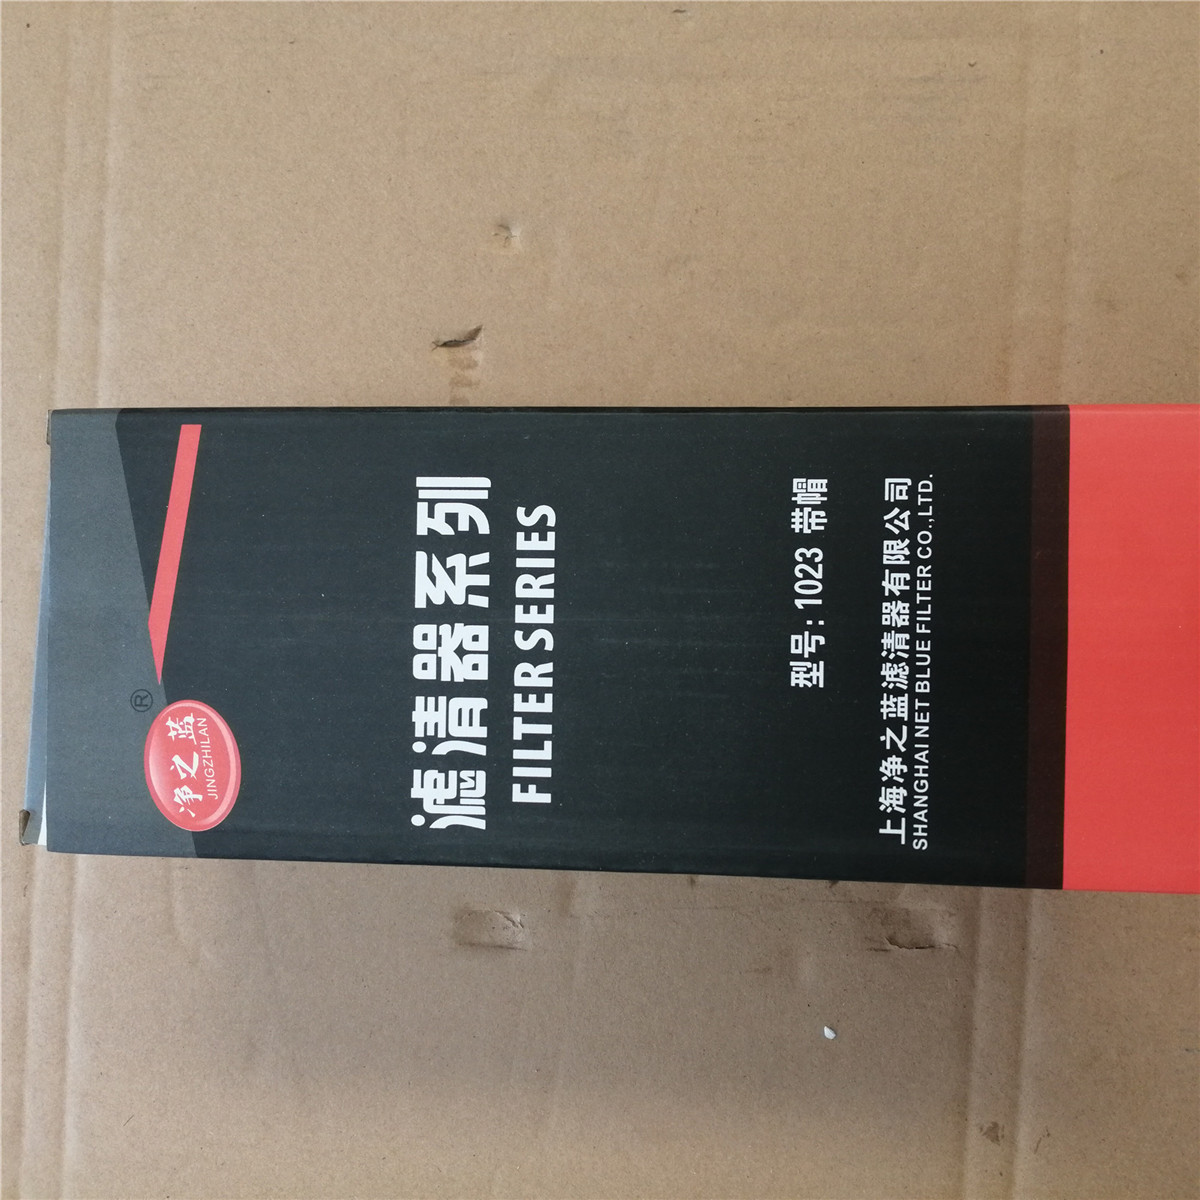 ®
净之蓝
JINGZHILAN
滤清器系列
FILTER SERIES
型号:1023 带帽
上海净之蓝滤清器有限公司
SHANGHAI NET BLUE FILTER CO.,LTD.